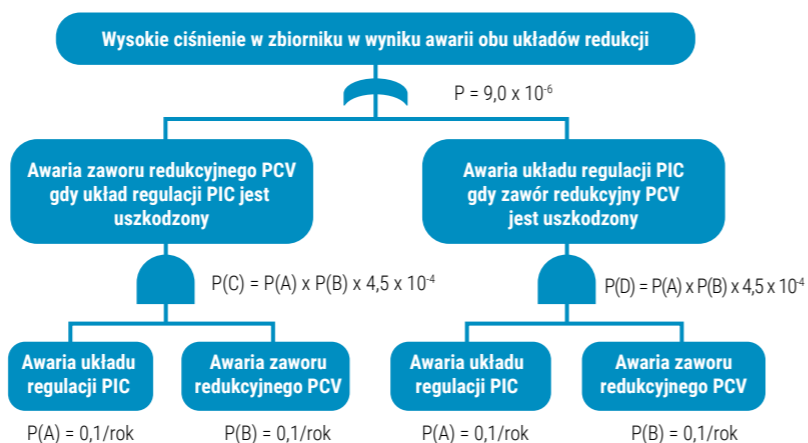 Wysokie ciśnienie w zbiorniku w wyniku awarii obu układów redukcji
P = 9,0 x 10⁻⁶
Awaria zaworu redukcyjnego PCV
gdy układ regulacji PIC jest
uszkodzony
Awaria układu regulacji PIC
gdy zawór redukcyjny PCV
jest uszkodzony
P(C) = P(A) x P(B) x 4,5 x 10⁻⁴
P(D) = P(A) x P(B) x 4,5 x 10⁻⁴
Awaria układu
regulacji PIC
Awaria zaworu
redukcyjnego PCV
Awaria układu
regulacji PIC
Awaria zaworu
redukcyjnego PCV
P(A) = 0,1/rok
P(B) = 0,1/rok
P(A) = 0,1/rok
P(B) = 0,1/rok